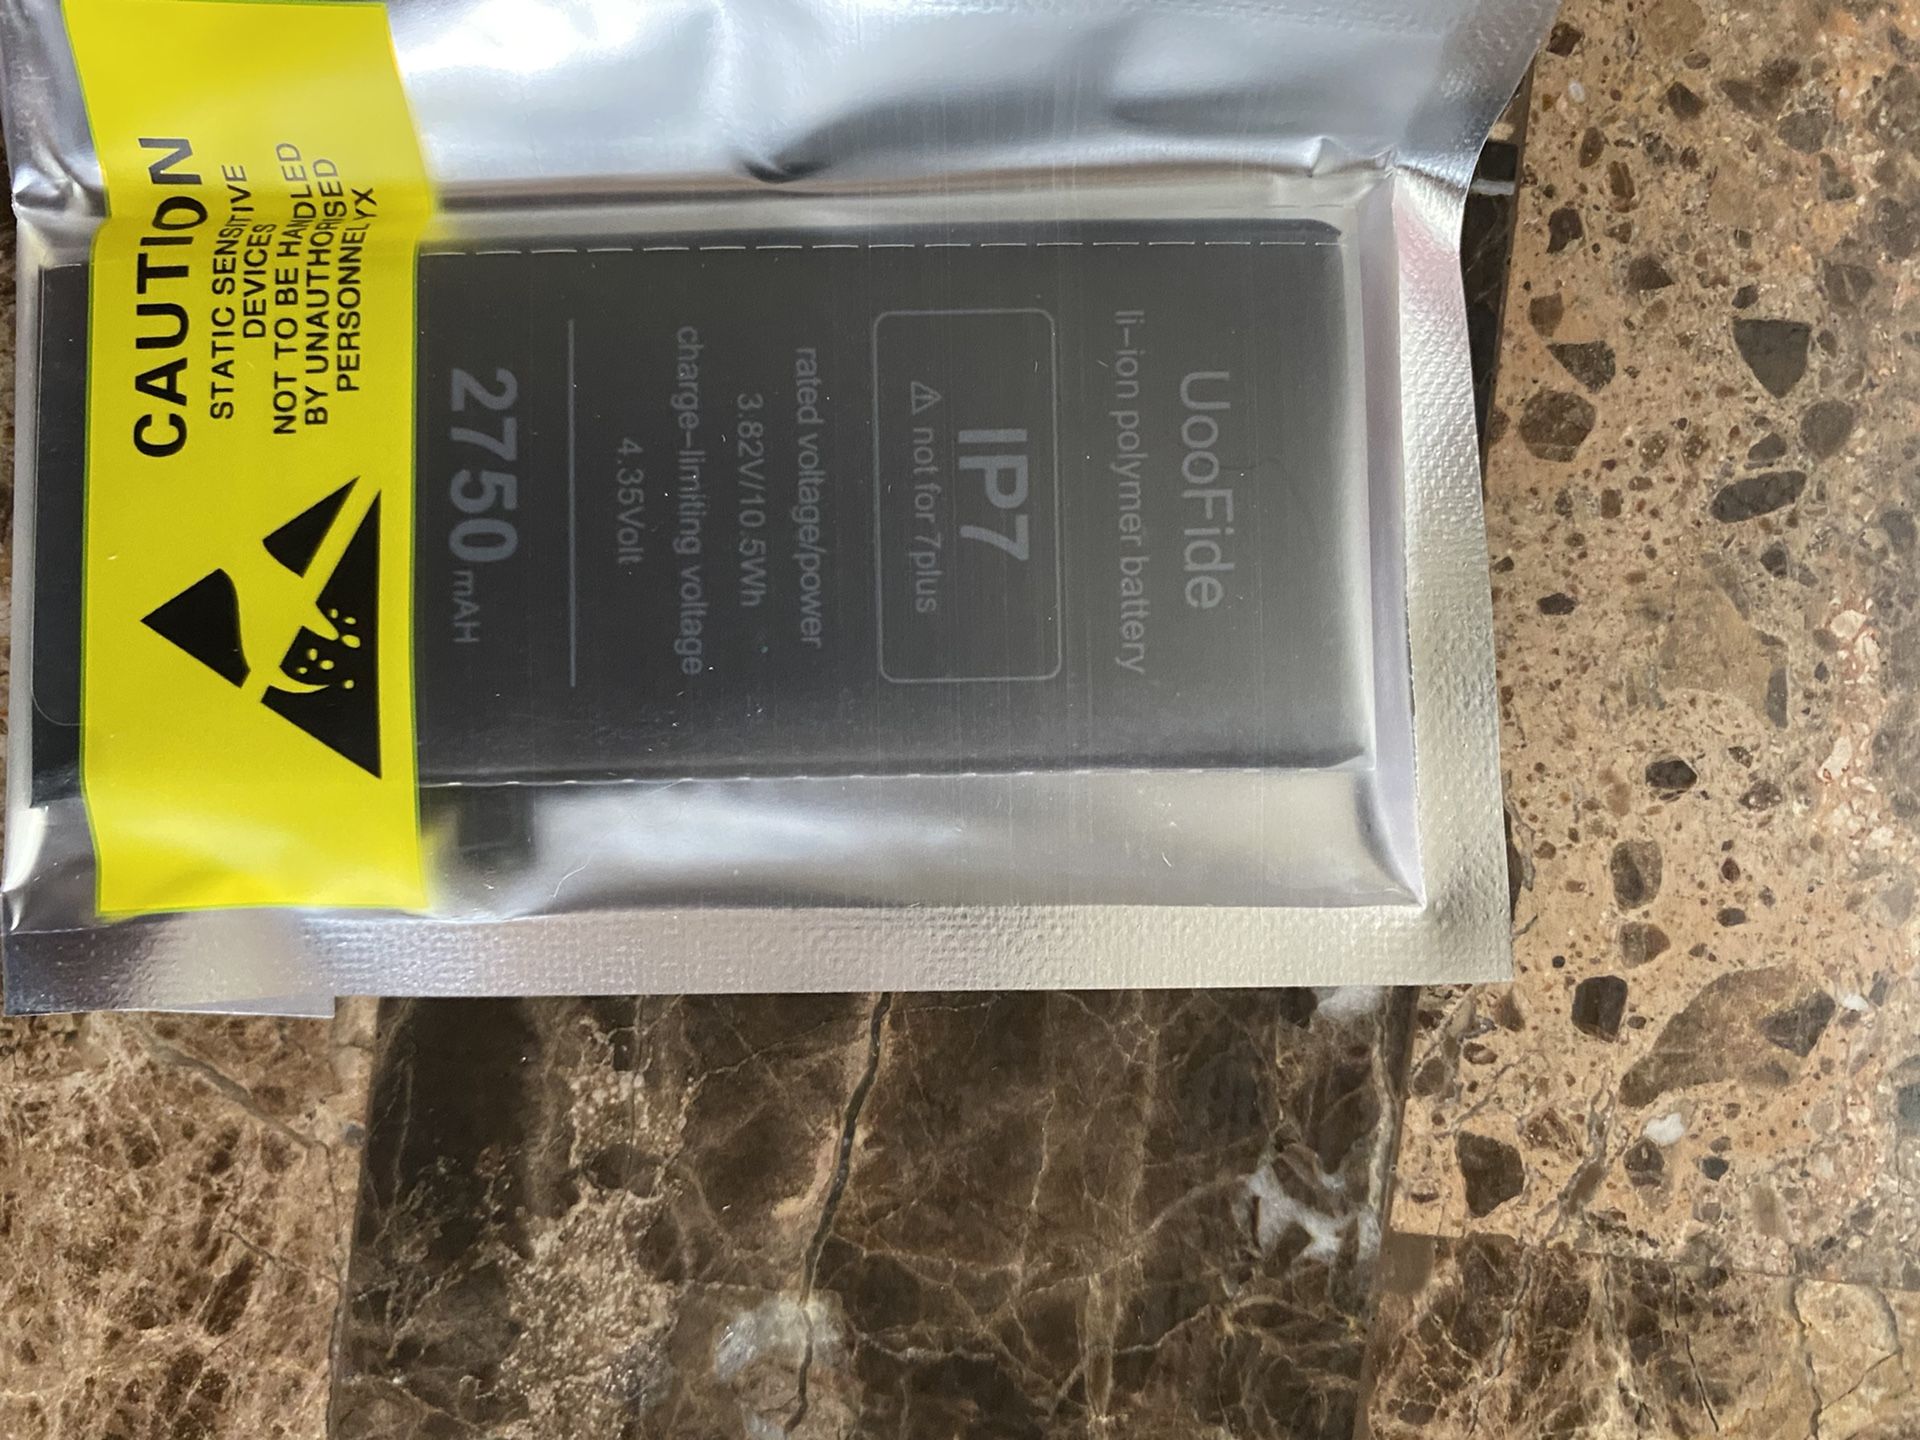 UooFide
li-ion polymer battery
IP7
⚠ not for 7plus
rated voltage/power
3.82V/10.5Wh
charge-limiting voltage
4.35Volt
2750mAH
CAUTION
STATIC SENSITIVE
DEVICES
NOT TO BE HANDLED
BY UNAUTHORISED
PERSONNELYX